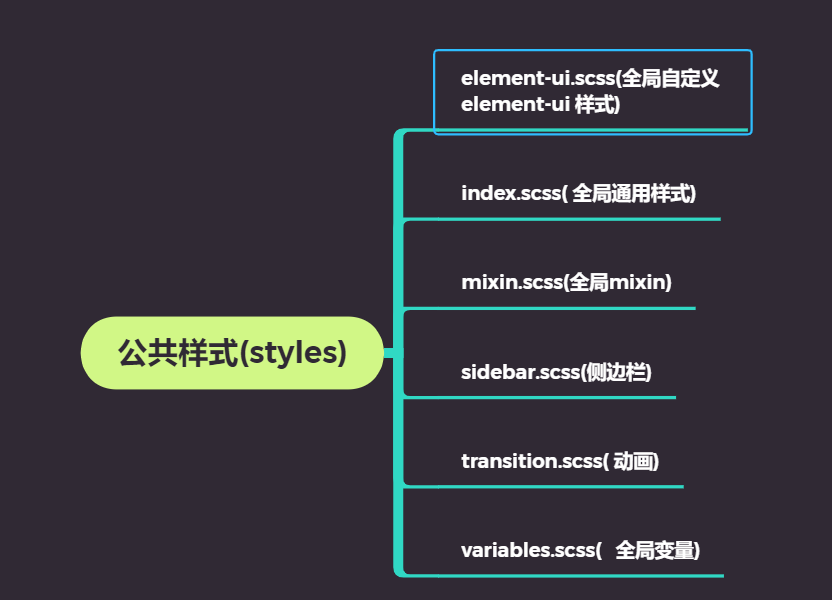 element-ui.scss(全局自定义
element-ui 样式)
index.scss( 全局通用样式)
mixin.scss(全局mixin)
公共样式(styles)
sidebar.scss(侧边栏)
transition.scss( 动画)
variables.scss(   全局变量)